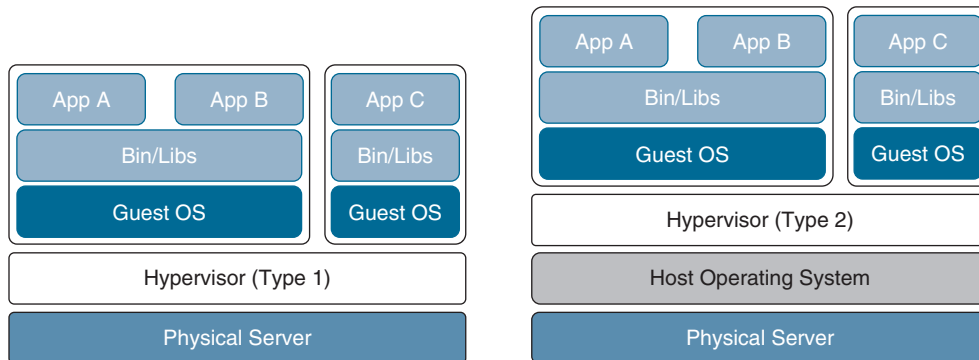 App A App B App C
Bin/Libs Bin/Libs
Guest OS Guest OS
Hypervisor (Type 1)
Physical Server
App A App B App C
Bin/Libs Bin/Libs
Guest OS Guest OS
Hypervisor (Type 2)
Host Operating System
Physical Server